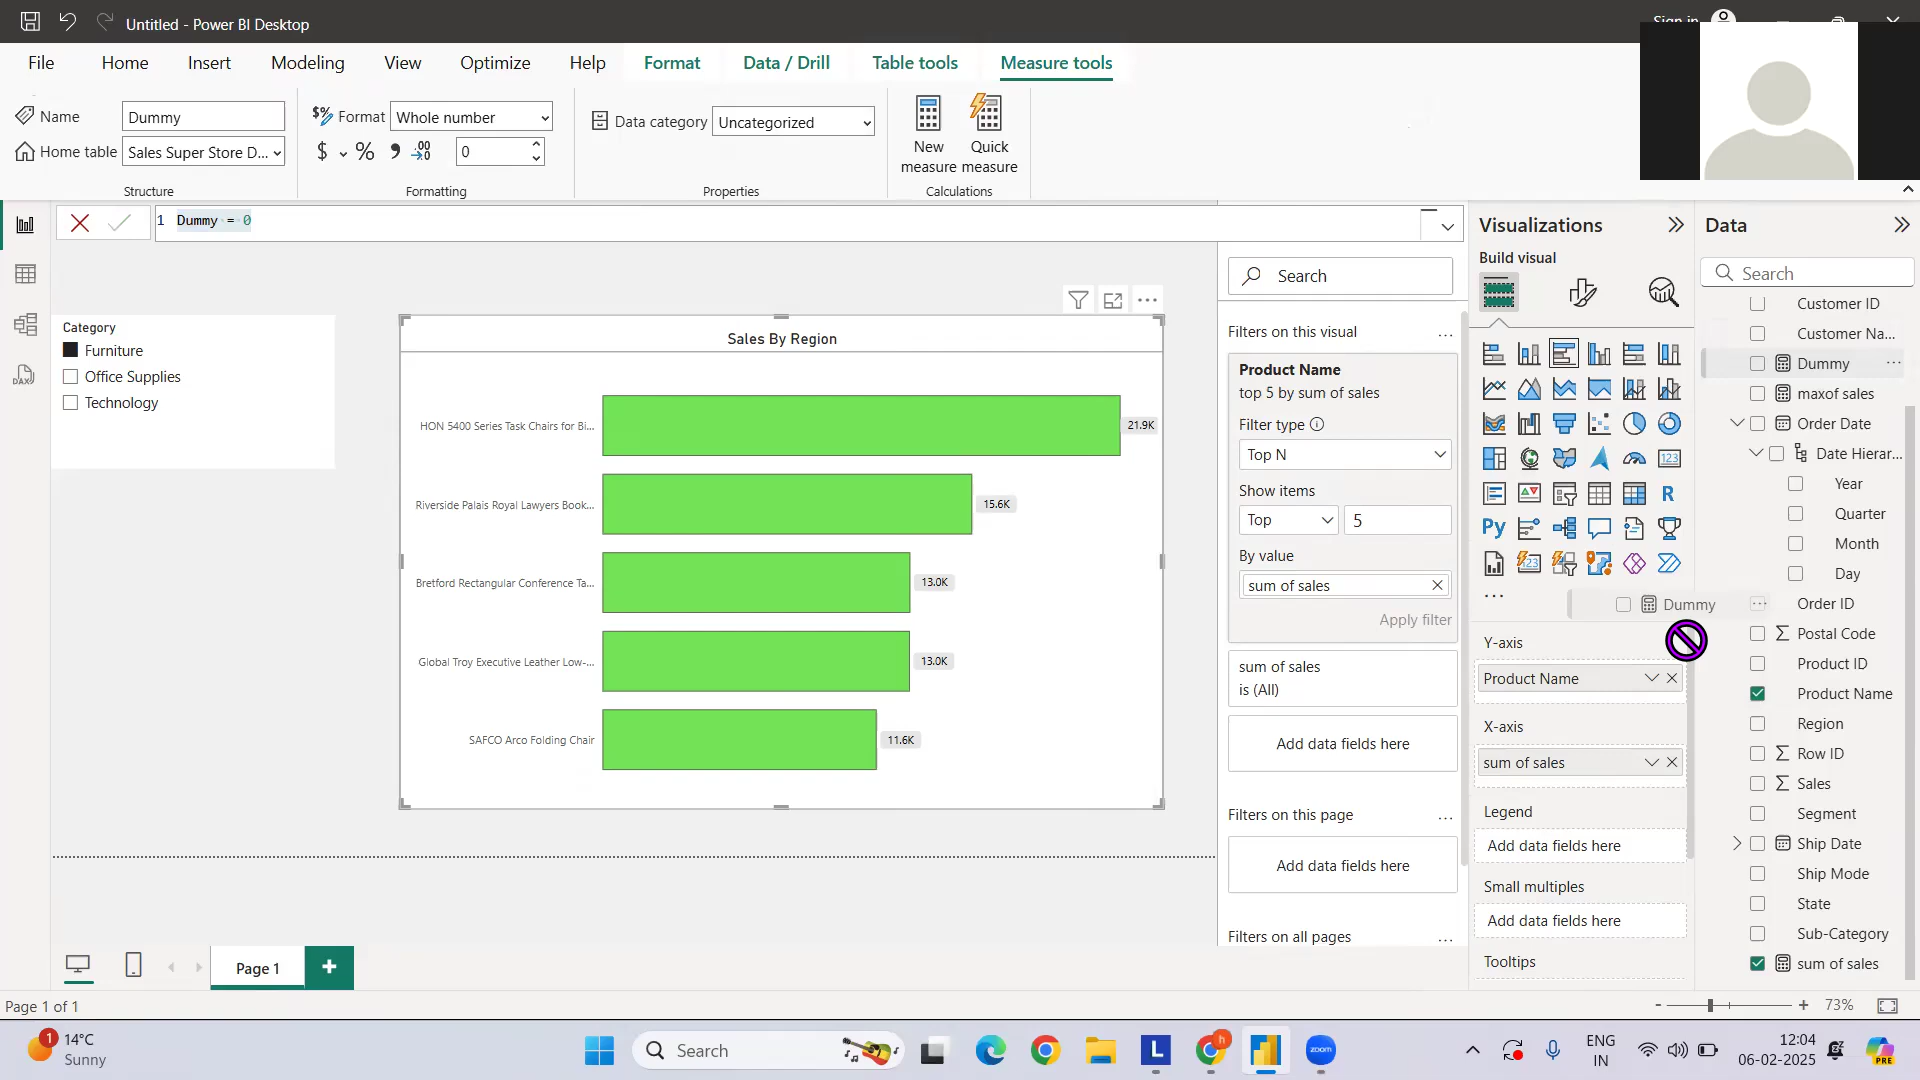 Untitled - Power BI Desktop
Sign in
File Home Insert Modeling View Optimize Help Format Data / Drill Table tools Measure tools
Name Dummy
Home table Sales Super Store D...
Structure
Format Whole number
$ % 0
Formatting
Data category Uncategorized
Properties
New measure
Quick measure
Calculations
1 Dummy = 0
Category
Furniture
Office Supplies
Technology
Sales By Region
HON 5400 Series Task Chairs for Bi... 21.9K
Riverside Palais Royal Lawyers Book... 15.6K
Bretford Rectangular Conference Ta... 13.0K
Global Troy Executive Leather Low-... 13.0K
SAFCO Arco Folding Chair 11.6K
Search
Filters on this visual ...
Product Name
top 5 by sum of sales
Filter type
Top N
Show items
Top 5
By value
sum of sales
Apply filter
sum of sales
is (All)
Add data fields here
Filters on this page ...
Add data fields here
Filters on all pages ...
Visualizations
Build visual
123
R
Py
123
...
Dummy
Y-axis
Product Name
X-axis
sum of sales
Legend
Add data fields here
Small multiples
Add data fields here
Tooltips
Data
Search
Customer ID
Customer Na...
Dummy ...
maxof sales
Order Date
Date Hierar...
Year
Quarter
Month
Day
Order ID
Postal Code
Product ID
Product Name
Region
Row ID
Sales
Segment
Ship Date
Ship Mode
State
Sub-Category
sum of sales
Page 1
Page 1 of 1
- + 73%
1
14°C
Sunny
Search
L
h
zoom
ENG
IN
12:04
06-02-2025
PRE